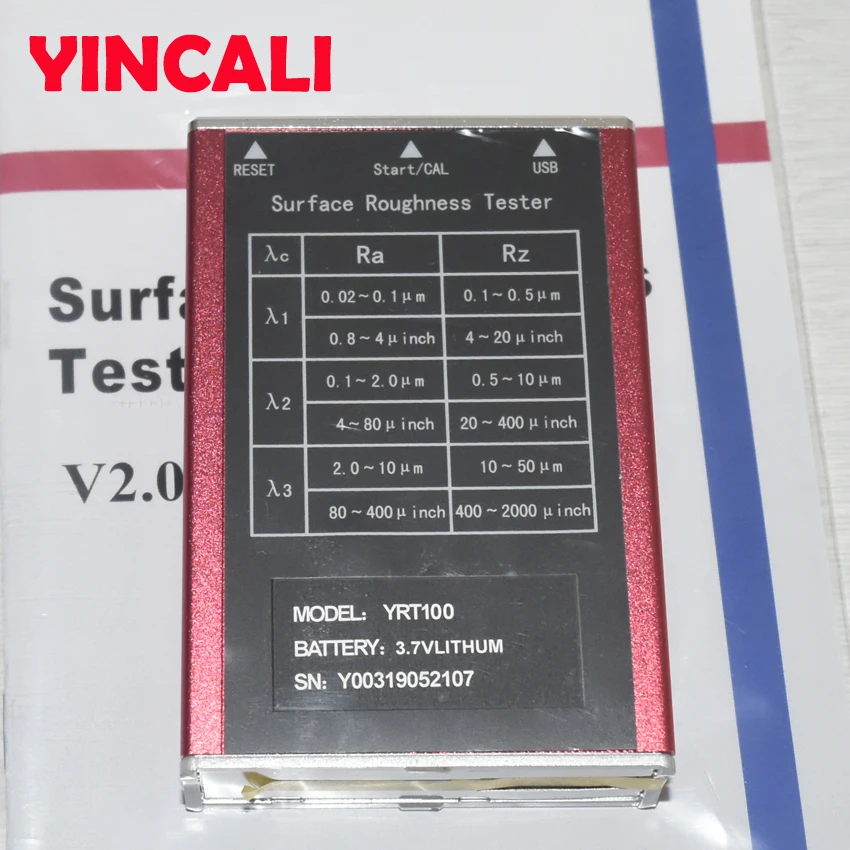 YINCALI
RESET Start/CAL USB
Surface Roughness Tester
λc Ra Rz
λ1 0.02~0.1μm 0.1~0.5μm
0.8~4μinch 4~20μinch
λ2 0.1~2.0μm 0.5~10μm
4~80μinch 20~400μinch
λ3 2.0~10μm 10~50μm
80~400μinch 400~2000μinch
MODEL: YRT100
BATTERY: 3.7VLITHUM
SN: Y00319052107
Surfa s
Test
V2.0